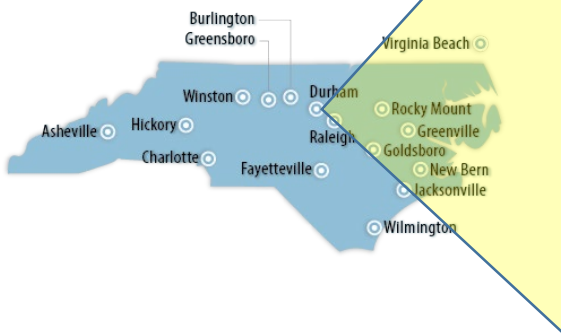 Burlington
Greensboro
Virginia Beach
Winston
Durham
Rocky Mount
Asheville
Hickory
Raleigh
Greenville
Charlotte
Goldsboro
Fayetteville
New Bern
Jacksonville
Wilmington